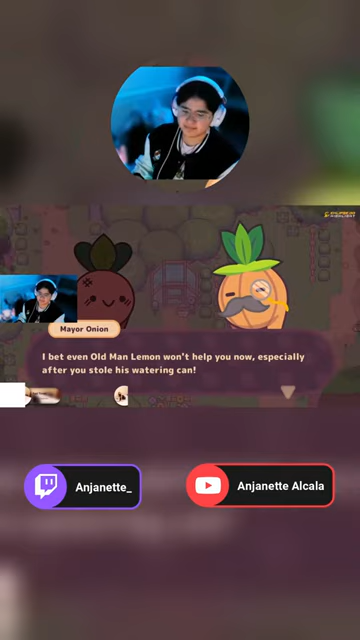 Mayor Onion
I bet even Old Man Lemon won't help you now, especially
after you stole his watering can!
Anjanette_
Anjanette Alcala